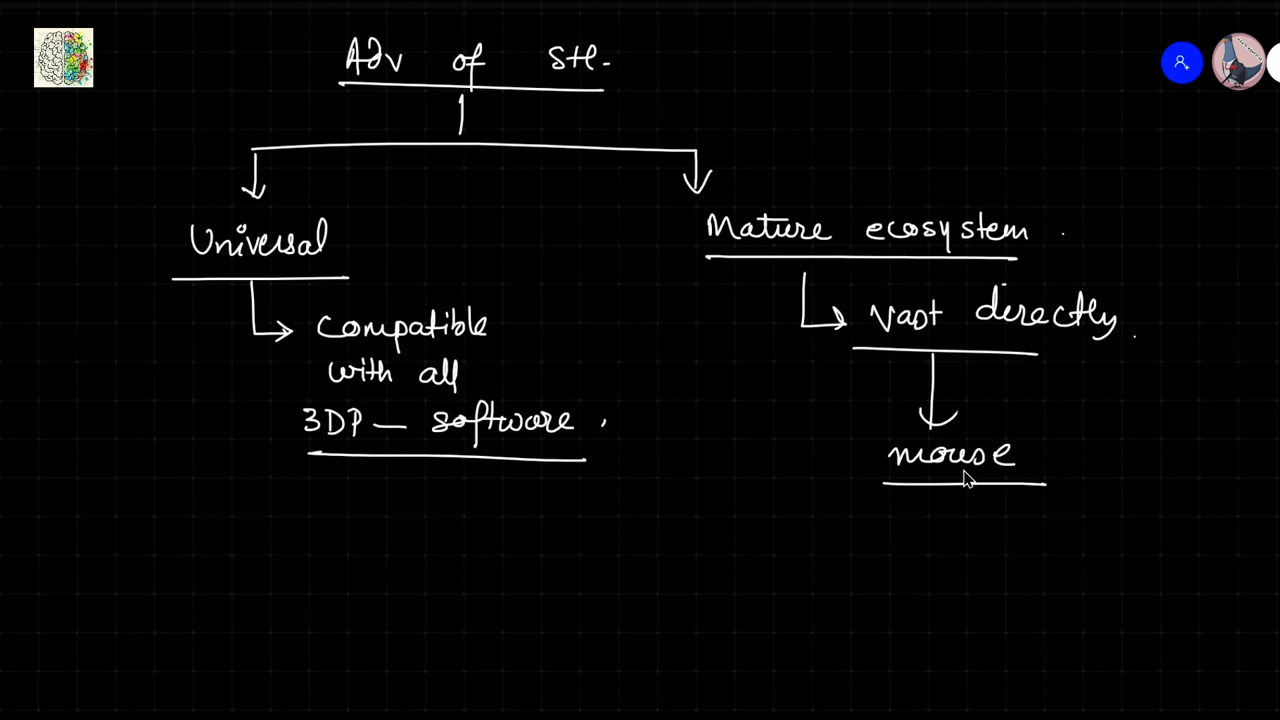 Adv of Stl.
Universal
Mature ecosystem.
compatible
with all
3DP - software.
vast directly.
mouse